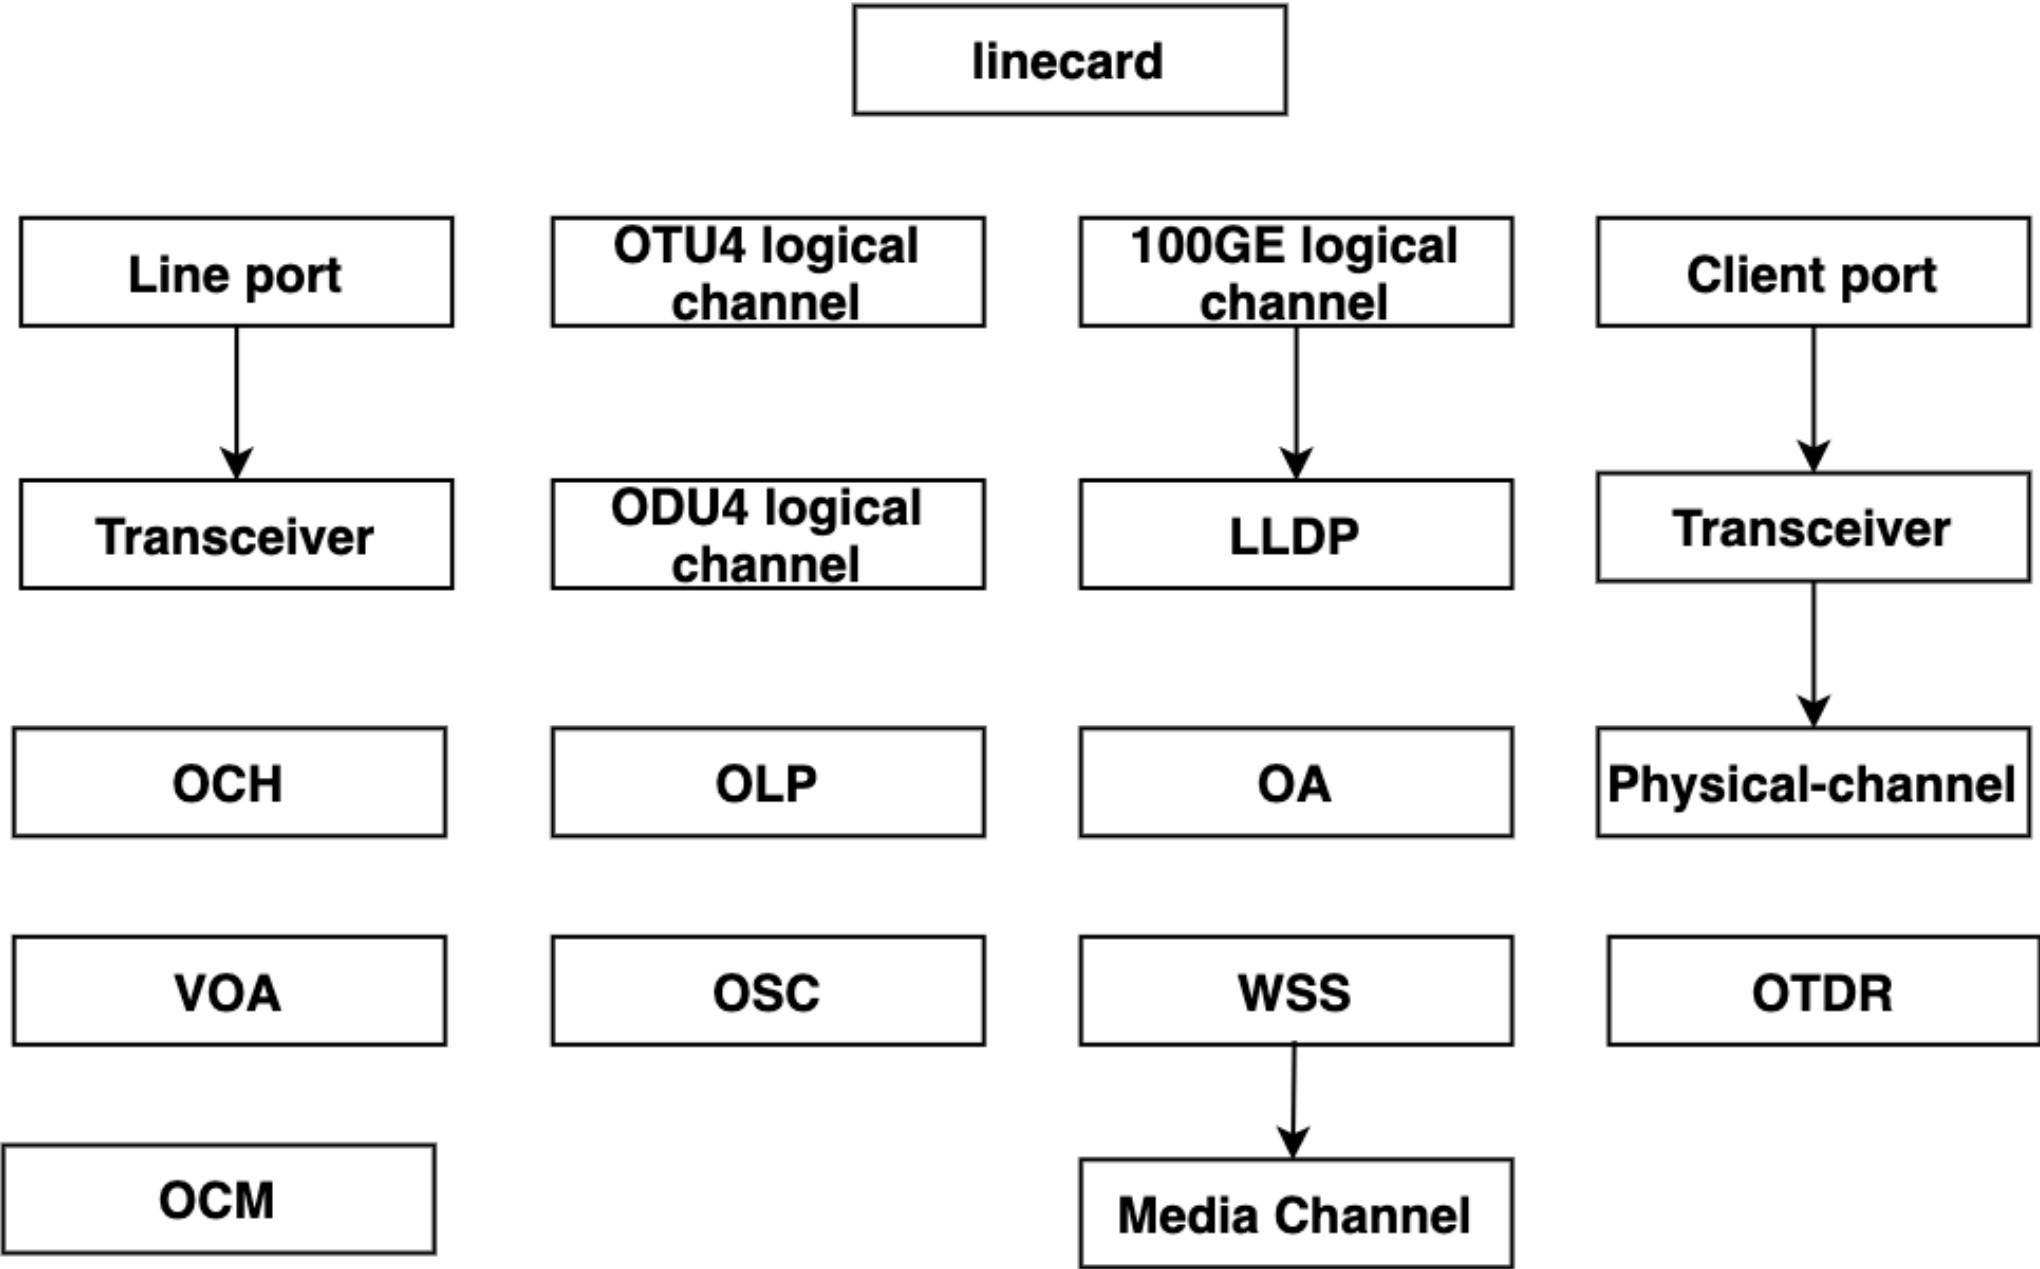 linecard
Line port
OTU4 logical
channel
100GE logical
channel
Client port
Transceiver
ODU4 logical
channel
LLDP
Transceiver
OCH
OLP
OA
Physical-channel
VOA
OSC
WSS
OTDR
OCM
Media Channel